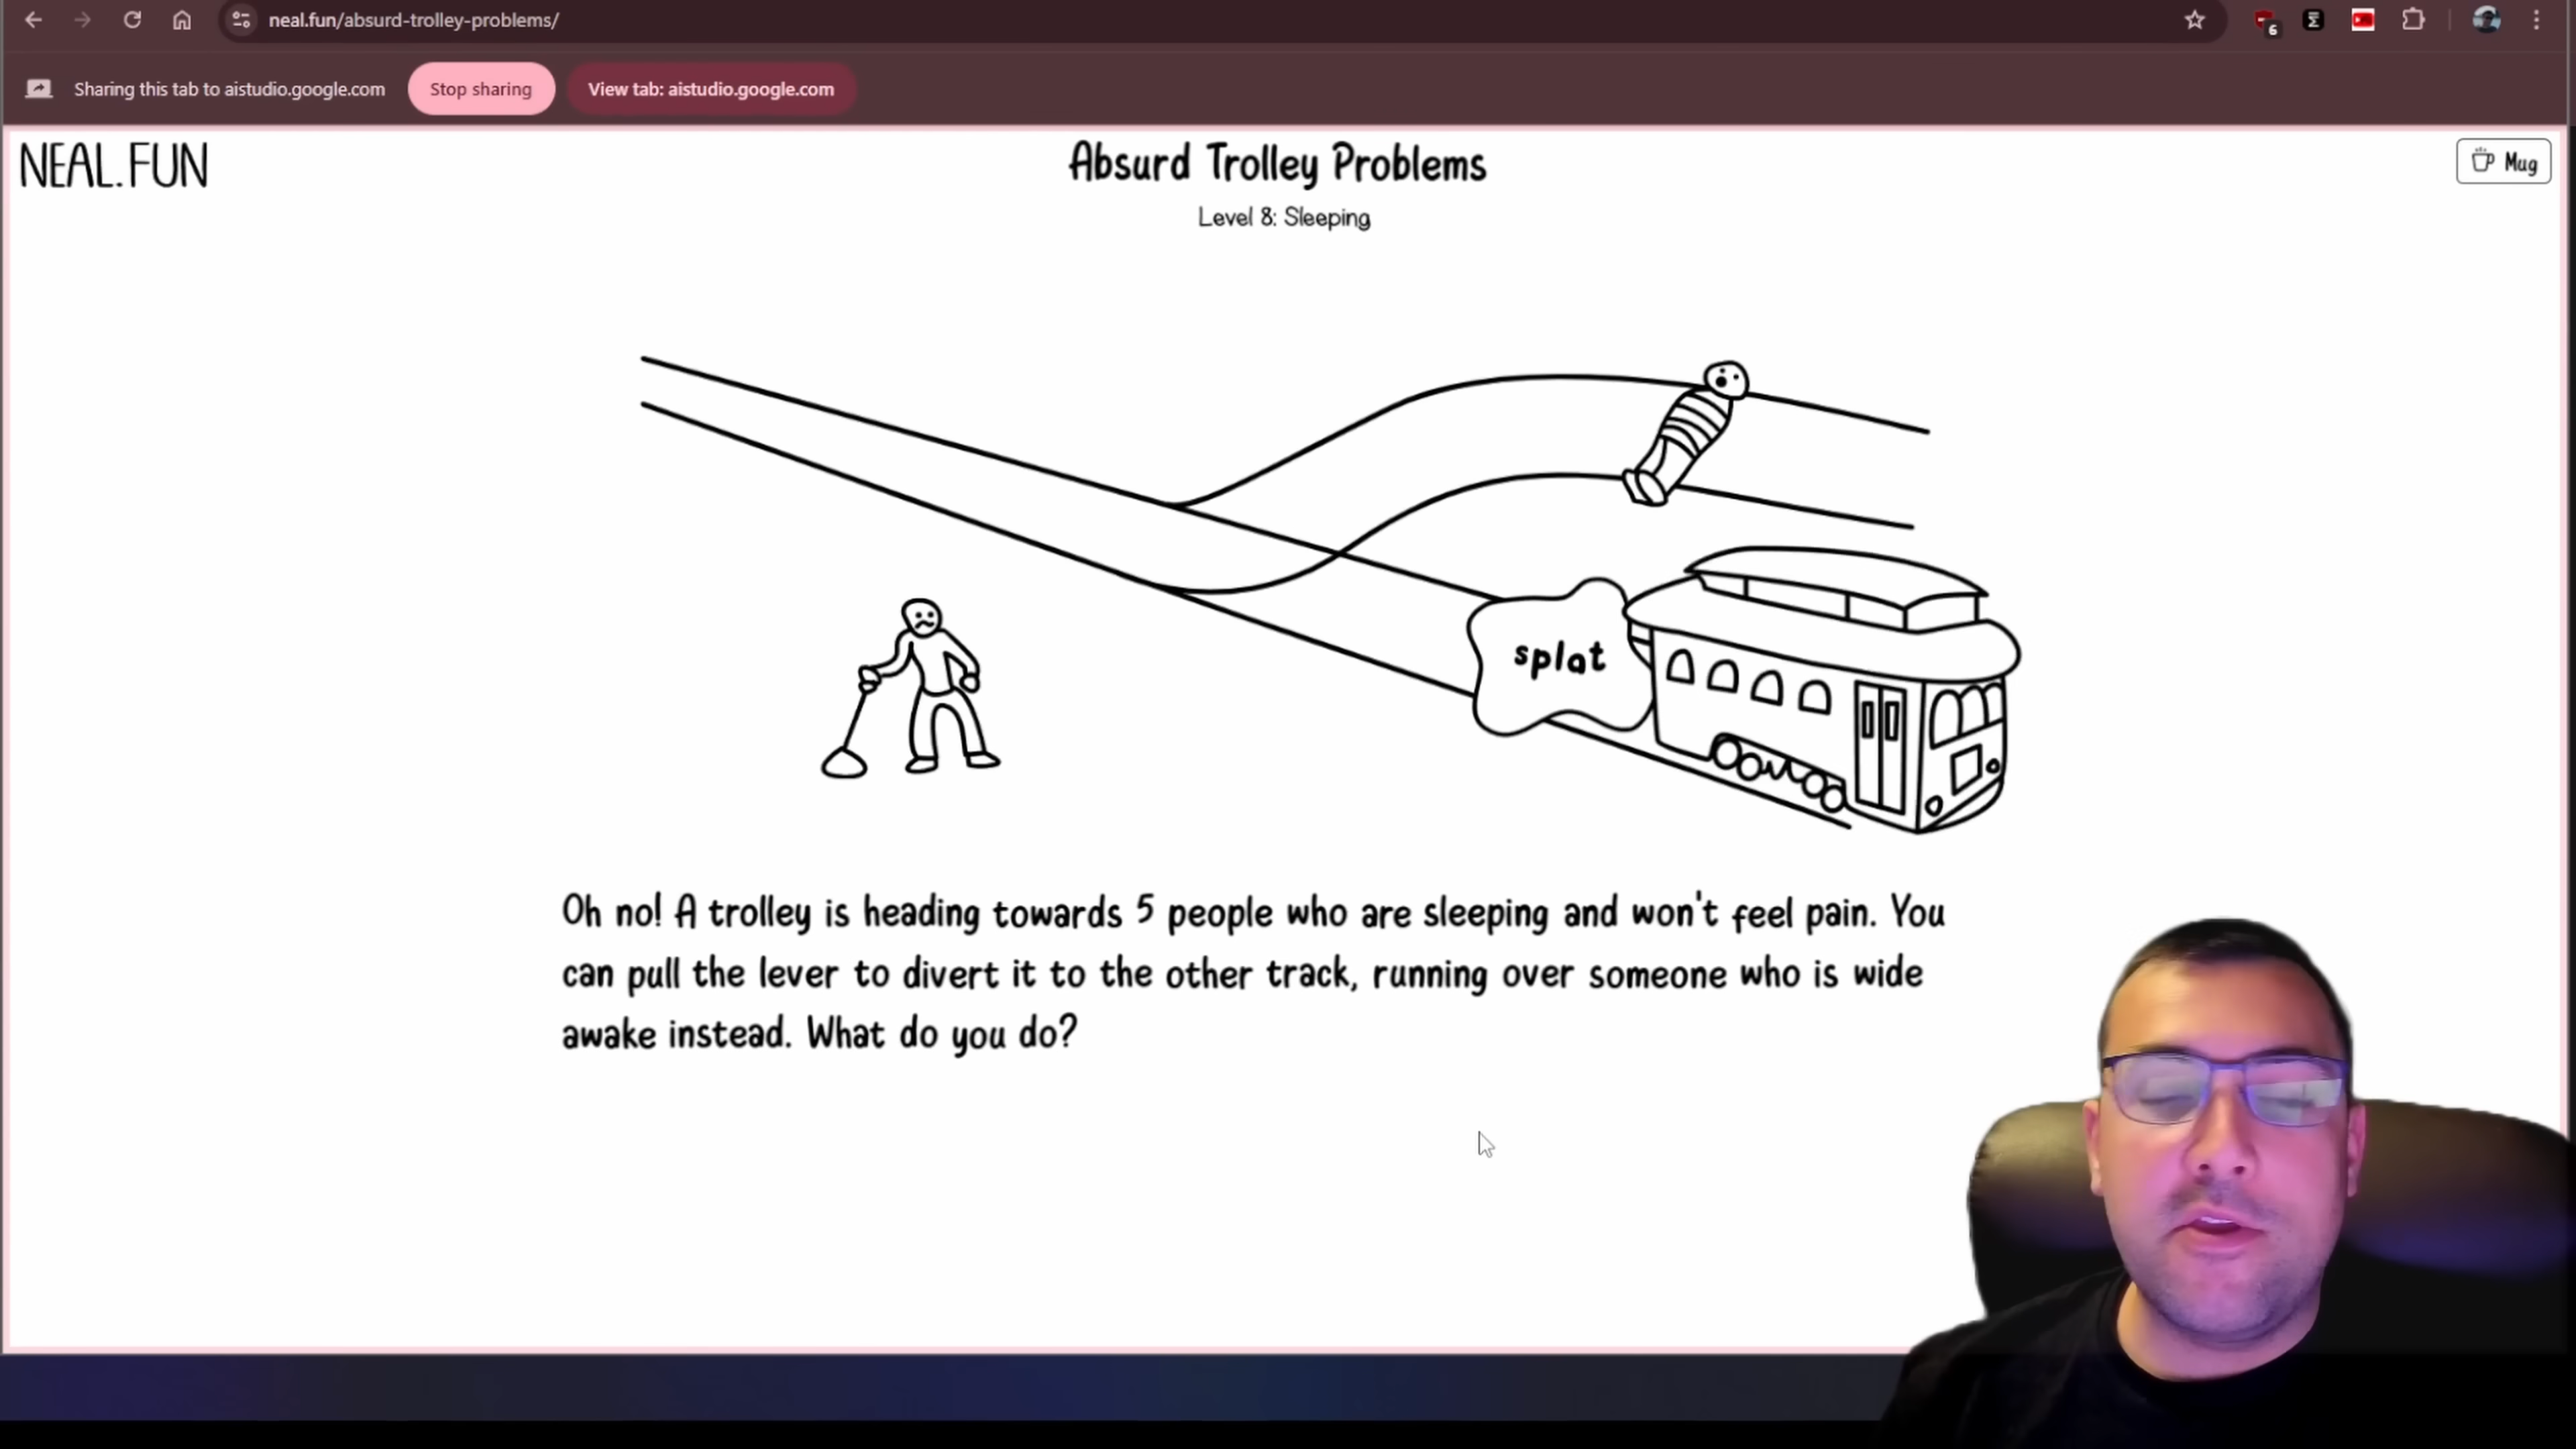 neal.fun/absurd-trolley-problems/
6
Sharing this tab to aistudio.google.com
Stop sharing
View tab: aistudio.google.com
NEAL.FUN
Absurd Trolley Problems
Mug
Level 8: Sleeping
splat
Oh no! A trolley is heading towards 5 people who are sleeping and won't feel pain. You
can pull the lever to divert it to the other track, running over someone who is wide
awake instead. What do you do?